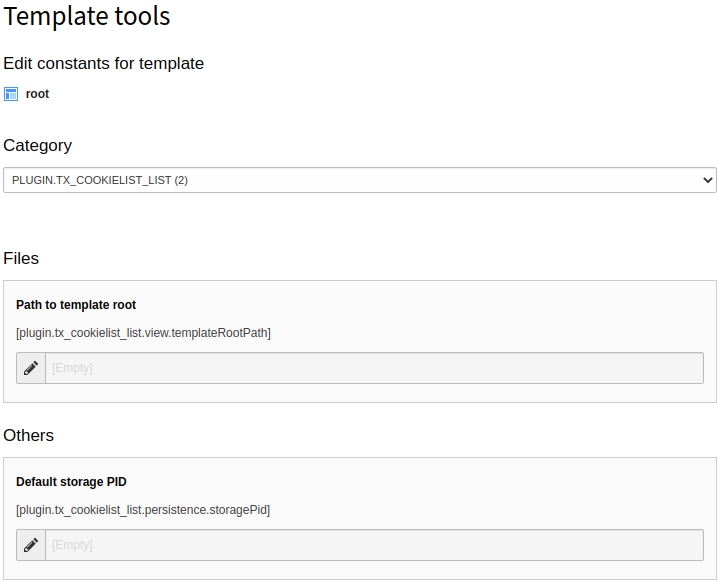 Template tools
Edit constants for template
root
Category
PLUGIN.TX_COOKIELIST_LIST (2)
Files
Path to template root
[plugin.tx_cookielist_list.view.templateRootPath]
[Empty]
Others
Default storage PID
[plugin.tx_cookielist_list.persistence.storagePid]
[Empty]